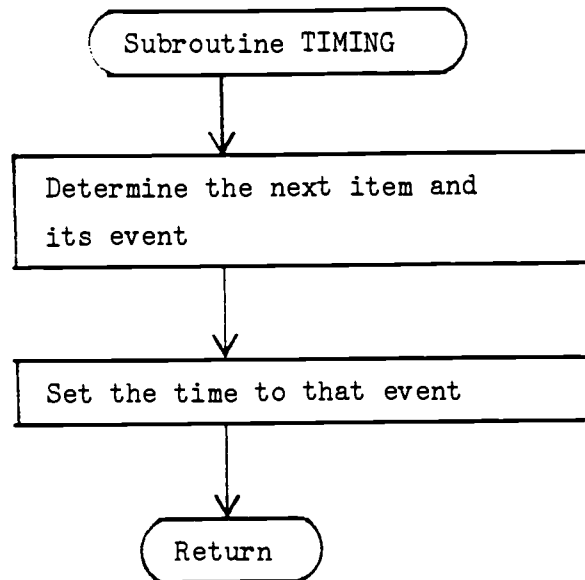 Subroutine TIMING
Determine the next item and
its event
Set the time to that event
Return